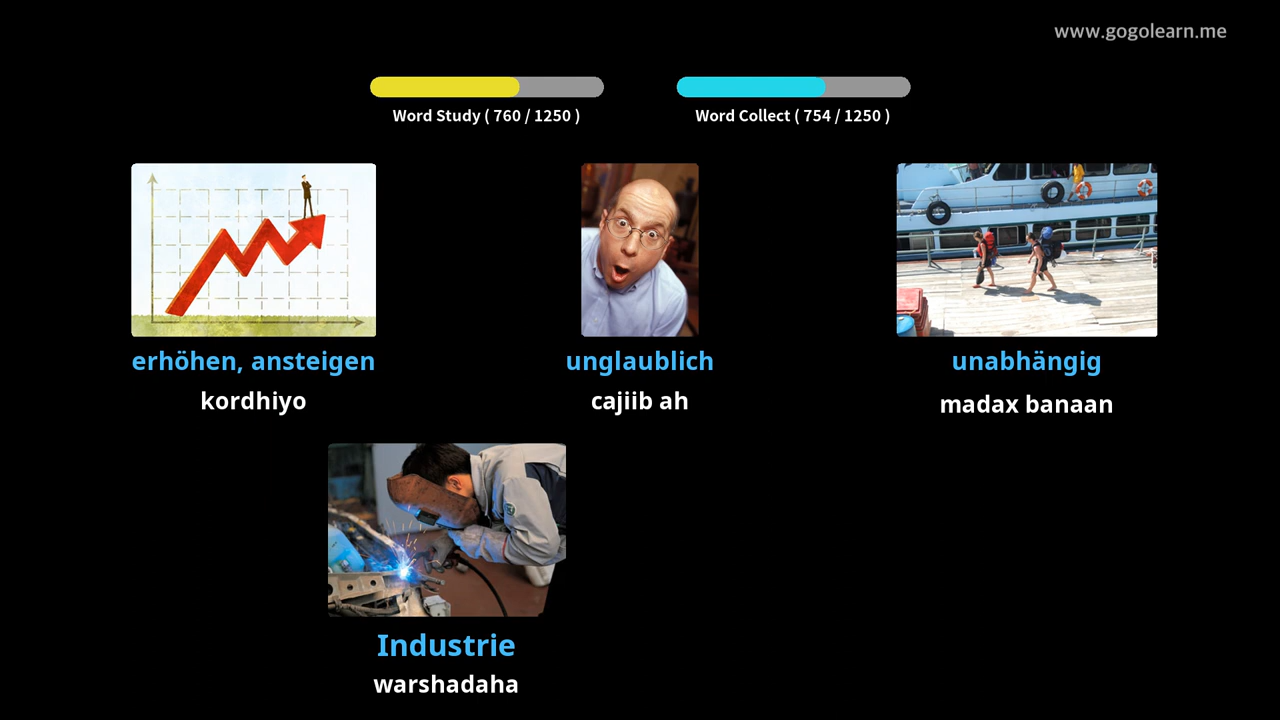 www.gogolearn.me
Word Study ( 760 / 1250 )
Word Collect ( 754 / 1250 )
erhöhen, ansteigen
kordhiyo
unglaublich
cajiib ah
unabhängig
madax banaan
Industrie
warshadaha